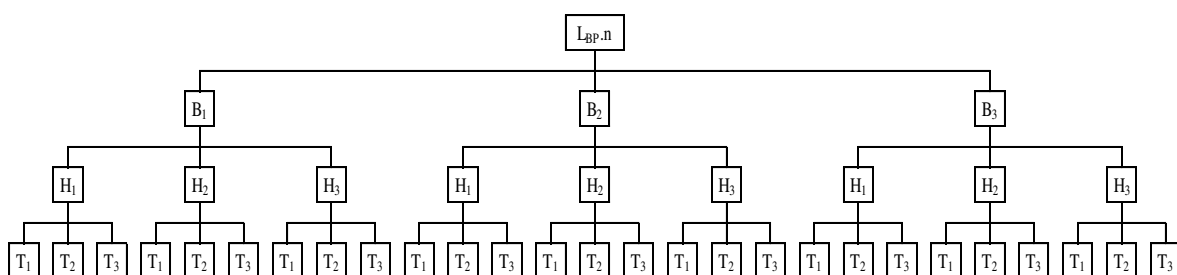 L_BP.n
B₁ B₂ B₃
H₁ H₂ H₃ H₁ H₂ H₃ H₁ H₂ H₃
T₁ T₂ T₃ T₁ T₂ T₃ T₁ T₂ T₃ T₁ T₂ T₃ T₁ T₂ T₃ T₁ T₂ T₃ T₁ T₂ T₃ T₁ T₂ T₃ T₁ T₂ T₃